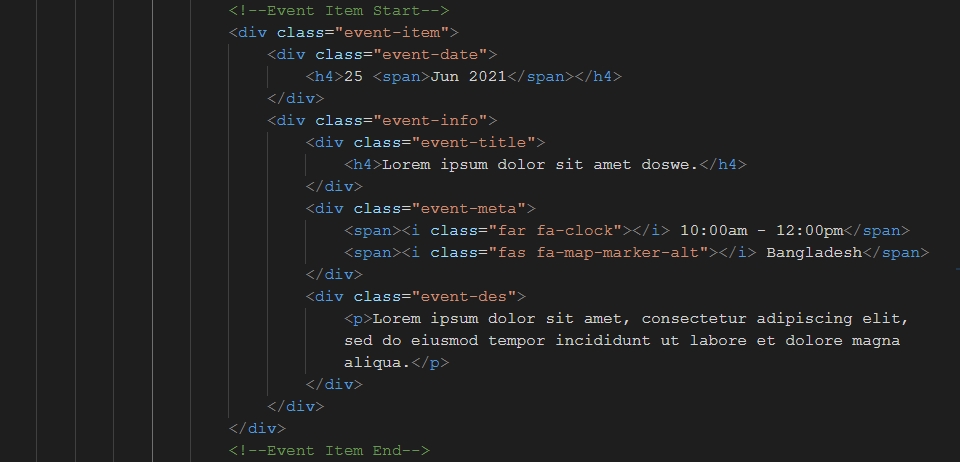 <!--Event Item Start-->
<div class="event-item">
<div class="event-date">
<h4>25 <span>Jun 2021</span></h4>
</div>
<div class="event-info">
<div class="event-title">
<h4>Lorem ipsum dolor sit amet doswe.</h4>
</div>
<div class="event-meta">
<span><i class="far fa-clock"></i> 10:00am - 12:00pm</span>
<span><i class="fas fa-map-marker-alt"></i> Bangladesh</span>
</div>
<div class="event-des">
<p>Lorem ipsum dolor sit amet, consectetur adipiscing elit,
sed do eiusmod tempor incididunt ut labore et dolore magna
aliqua.</p>
</div>
</div>
</div>
<!--Event Item End-->